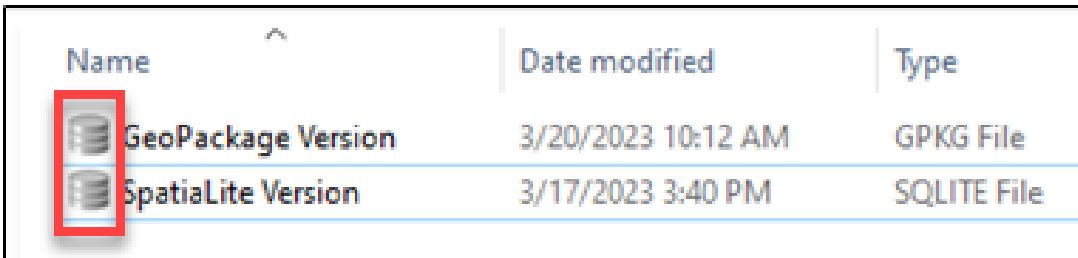 Name Date modified Type
GeoPackage Version 3/20/2023 10:12 AM GPKG File
SpatiaLite Version 3/17/2023 3:40 PM SQLITE File